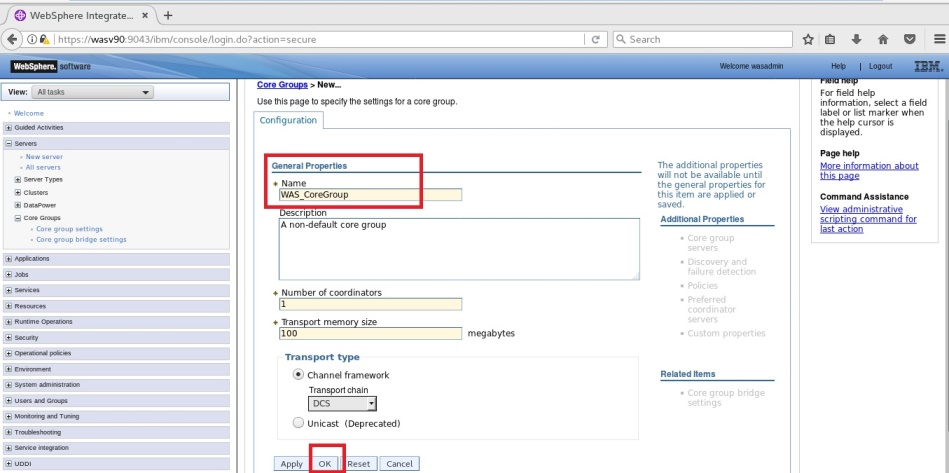 WebSphere Integrate... × +
https://wasv90:9043/ibm/console/login.do?action=secure
Search
WebSphere. software
Welcome wasadmin
Help | Logout
IBM.
View: All tasks
Welcome
Guided Activities
Servers
New server
All servers
Server Types
Clusters
DataPower
Core Groups
Core group settings
Core group bridge settings
Applications
Jobs
Services
Resources
Runtime Operations
Security
Operational policies
Environment
System administration
Users and Groups
Monitoring and Tuning
Troubleshooting
Service integration
UDDI
Core Groups > New...
Use this page to specify the settings for a core group.
Configuration
General Properties
Name
WAS_CoreGroup
Description
A non-default core group
Number of coordinators
1
Transport memory size
100 megabytes
Transport type
Channel framework
Transport chain
DCS
Unicast (Deprecated)
Apply OK Reset Cancel
The additional properties
will not be available until
the general properties for
this item are applied or
saved.
Additional Properties
Core group
servers
Discovery and
failure detection
Policies
Preferred
coordinator
servers
Custom properties
Related Items
Core group bridge
settings
Field help
For field help
information, select a field
label or list marker when
the help cursor is
displayed.
Page help
More information about
this page
Command Assistance
View administrative
scripting command for
last action